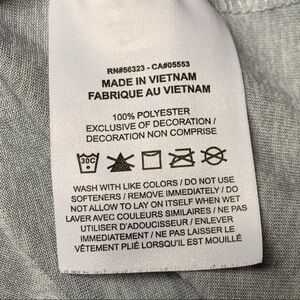 RN#56323 - CA#05553
MADE IN VIETNAM
FABRIQUE AU VIETNAM
100% POLYESTER
EXCLUSIVE OF DECORATION /
DECORATION NON COMPRISE
30C
WASH WITH LIKE COLORS / DO NOT USE
SOFTENERS / REMOVE IMMEDIATELY / DO
NOT ALLOW TO LAY ON ITSELF WHEN WET
LAVER AVEC COULEURS SIMILAIRES / NE PAS
UTILISER D'ADOUCISSEUR / ENLEVER
IMMEDIATEMENT / NE PAS LAISSER LE
VÊTEMENT PLIÉ LORSQU'IL EST MOUILLÉ